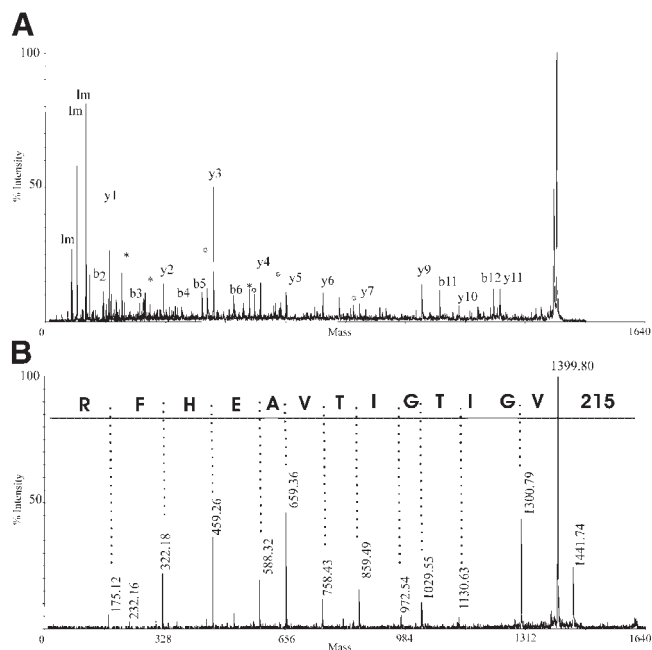 A
100
Im
Im
y3
50
y1
Im
*
°
b2
*
y2
b3
b4
b5
b6
*
°
y4
°
y5
y6
°
y7
y9
b11
y10
b12 y11
% Intensity
0
Mass
1640
B
1399.80
100
R F H E A V T I G T I G V 215
50
% Intensity
175.12
232.16
322.18
459.26
588.32
659.36
758.43
859.49
972.54
1029.55
1130.63
1300.79
1441.74
0
328
656
984
1312
1640
Mass